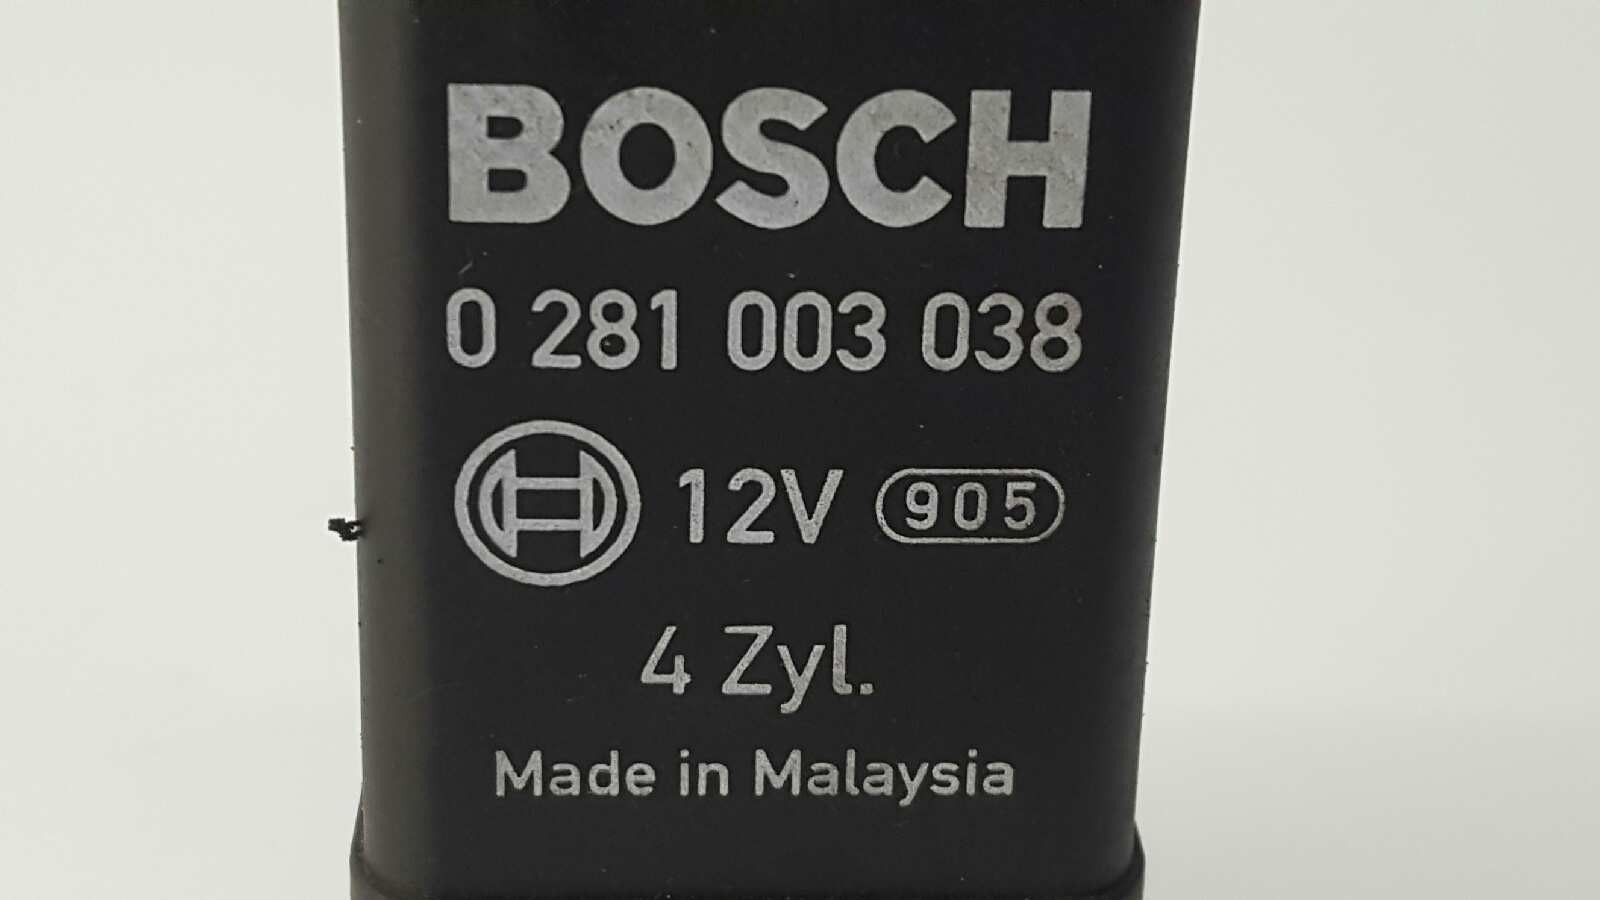 BOSCH
0 281 003 038
12V 905
4 Zyl.
Made in Malaysia